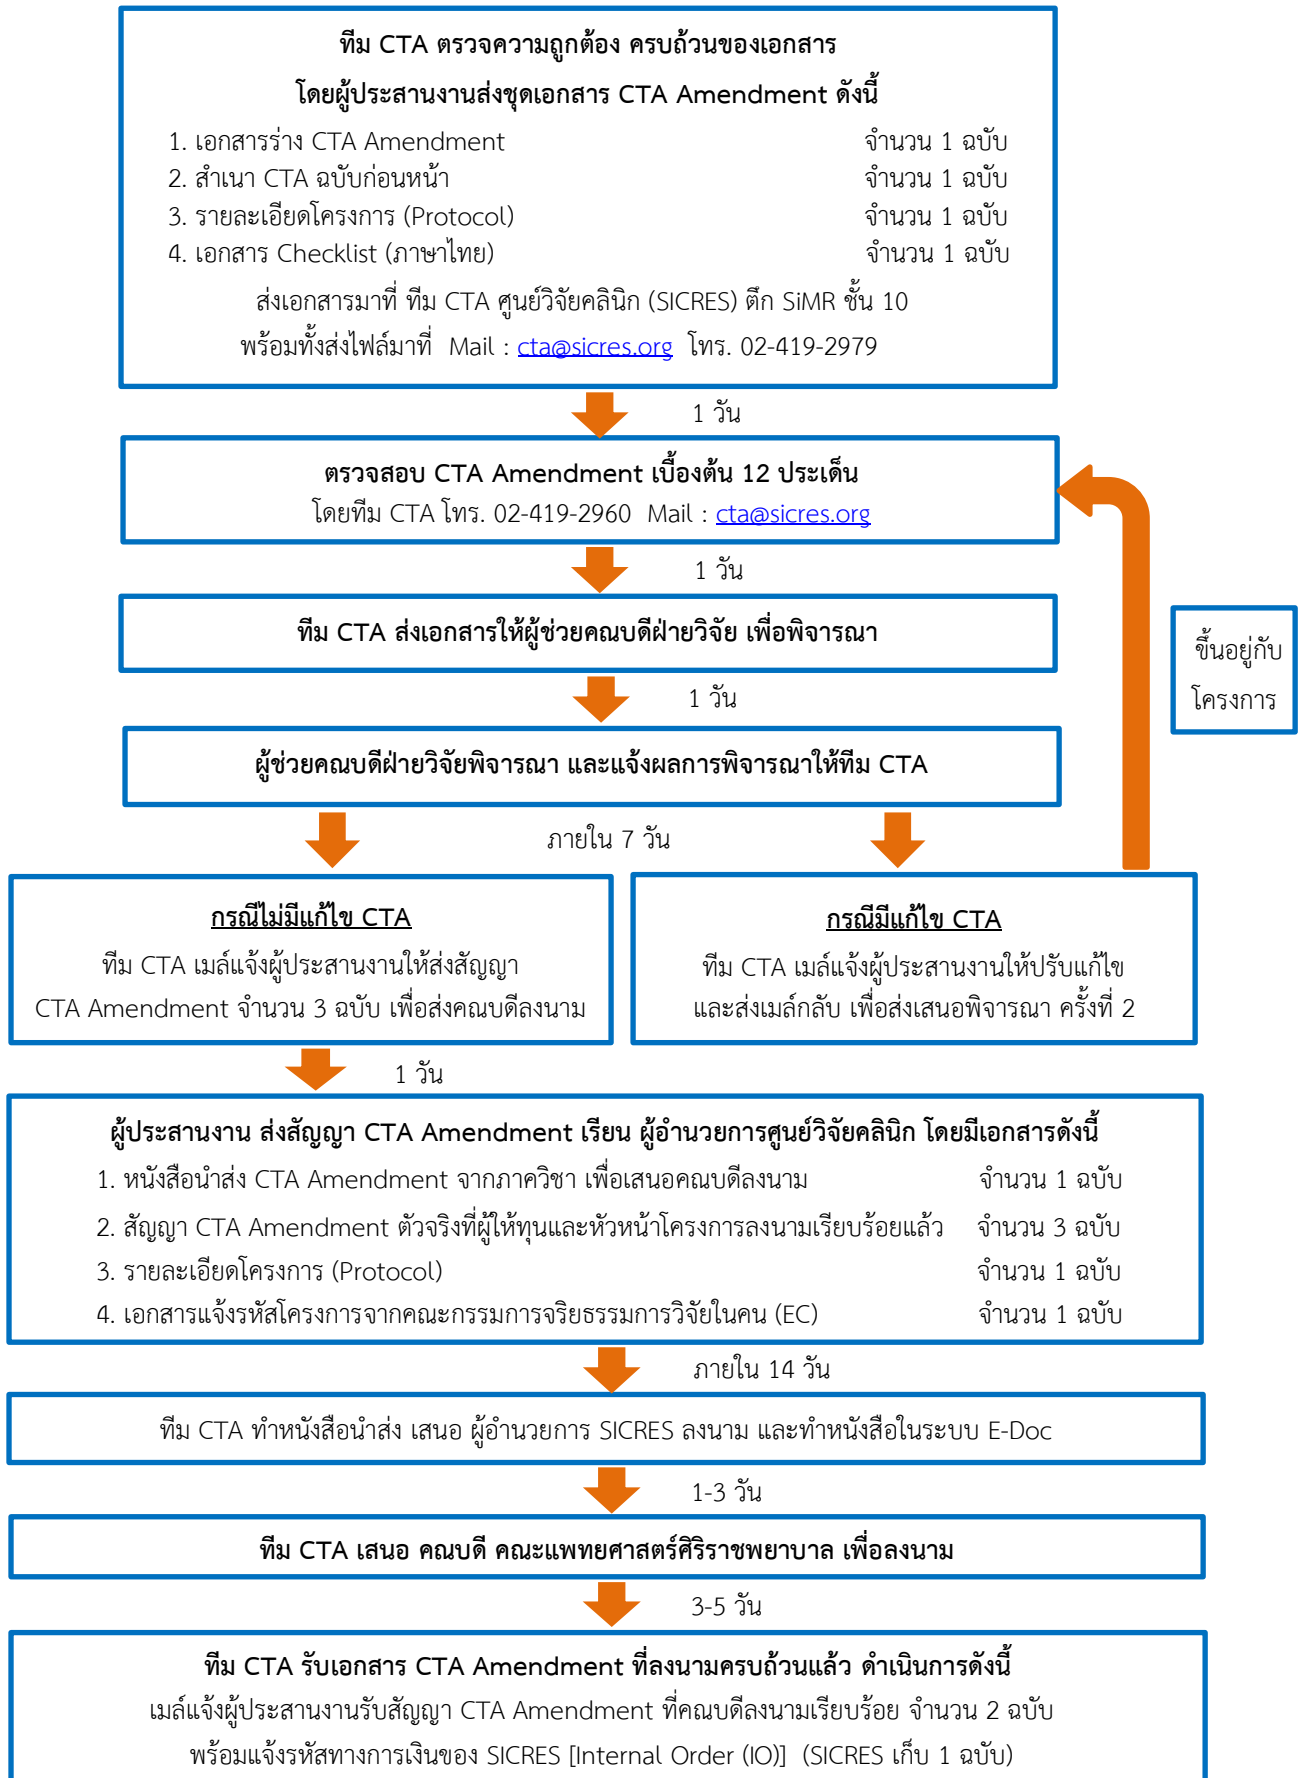 ทีม CTA ตรวจความถูกต้อง ครบถ้วนของเอกสาร
โดยผู้ประสานงานส่งชุดเอกสาร CTA Amendment ดังนี้
1. เอกสารร่าง CTA Amendment จำนวน 1 ฉบับ
2. สำเนา CTA ฉบับก่อนหน้า จำนวน 1 ฉบับ
3. รายละเอียดโครงการ (Protocol) จำนวน 1 ฉบับ
4. เอกสาร Checklist (ภาษาไทย) จำนวน 1 ฉบับ
ส่งเอกสารมาที่ ทีม CTA ศูนย์วิจัยคลินิก (SICRES) ตึก SiMR ชั้น 10
พร้อมทั้งส่งไฟล์มาที่ Mail : cta@sicres.org โทร. 02-419-2979
1 วัน
ตรวจสอบ CTA Amendment เบื้องต้น 12 ประเด็น
โดยทีม CTA โทร. 02-419-2960 Mail : cta@sicres.org
1 วัน
ทีม CTA ส่งเอกสารให้ผู้ช่วยคณบดีฝ่ายวิจัย เพื่อพิจารณา
ขึ้นอยู่กับ
โครงการ
1 วัน
ผู้ช่วยคณบดีฝ่ายวิจัยพิจารณา และแจ้งผลการพิจารณาให้ทีม CTA
ภายใน 7 วัน
กรณีไม่มีแก้ไข CTA
ทีม CTA เมล์แจ้งผู้ประสานงานให้ส่งสัญญา
CTA Amendment จำนวน 3 ฉบับ เพื่อส่งคณบดีลงนาม
กรณีมีแก้ไข CTA
ทีม CTA เมล์แจ้งผู้ประสานงานให้ปรับแก้ไข
และส่งเมล์กลับ เพื่อส่งเสนอพิจารณา ครั้งที่ 2
1 วัน
ผู้ประสานงาน ส่งสัญญา CTA Amendment เรียน ผู้อำนวยการศูนย์วิจัยคลินิก โดยมีเอกสารดังนี้
1. หนังสือนำส่ง CTA Amendment จากภาควิชา เพื่อเสนอคณบดีลงนาม จำนวน 1 ฉบับ
2. สัญญา CTA Amendment ตัวจริงที่ผู้ให้ทุนและหัวหน้าโครงการลงนามเรียบร้อยแล้ว จำนวน 3 ฉบับ
3. รายละเอียดโครงการ (Protocol) จำนวน 1 ฉบับ
4. เอกสารแจ้งรหัสโครงการจากคณะกรรมการจริยธรรมการวิจัยในคน (EC) จำนวน 1 ฉบับ
ภายใน 14 วัน
ทีม CTA ทำหนังสือนำส่ง เสนอ ผู้อำนวยการ SICRES ลงนาม และทำหนังสือในระบบ E-Doc
1-3 วัน
ทีม CTA เสนอ คณบดี คณะแพทยศาสตร์ศิริราชพยาบาล เพื่อลงนาม
3-5 วัน
ทีม CTA รับเอกสาร CTA Amendment ที่ลงนามครบถ้วนแล้ว ดำเนินการดังนี้
เมล์แจ้งผู้ประสานงานรับสัญญา CTA Amendment ที่คณบดีลงนามเรียบร้อย จำนวน 2 ฉบับ
พร้อมแจ้งรหัสทางการเงินของ SICRES [Internal Order (IO)] (SICRES เก็บ 1 ฉบับ)